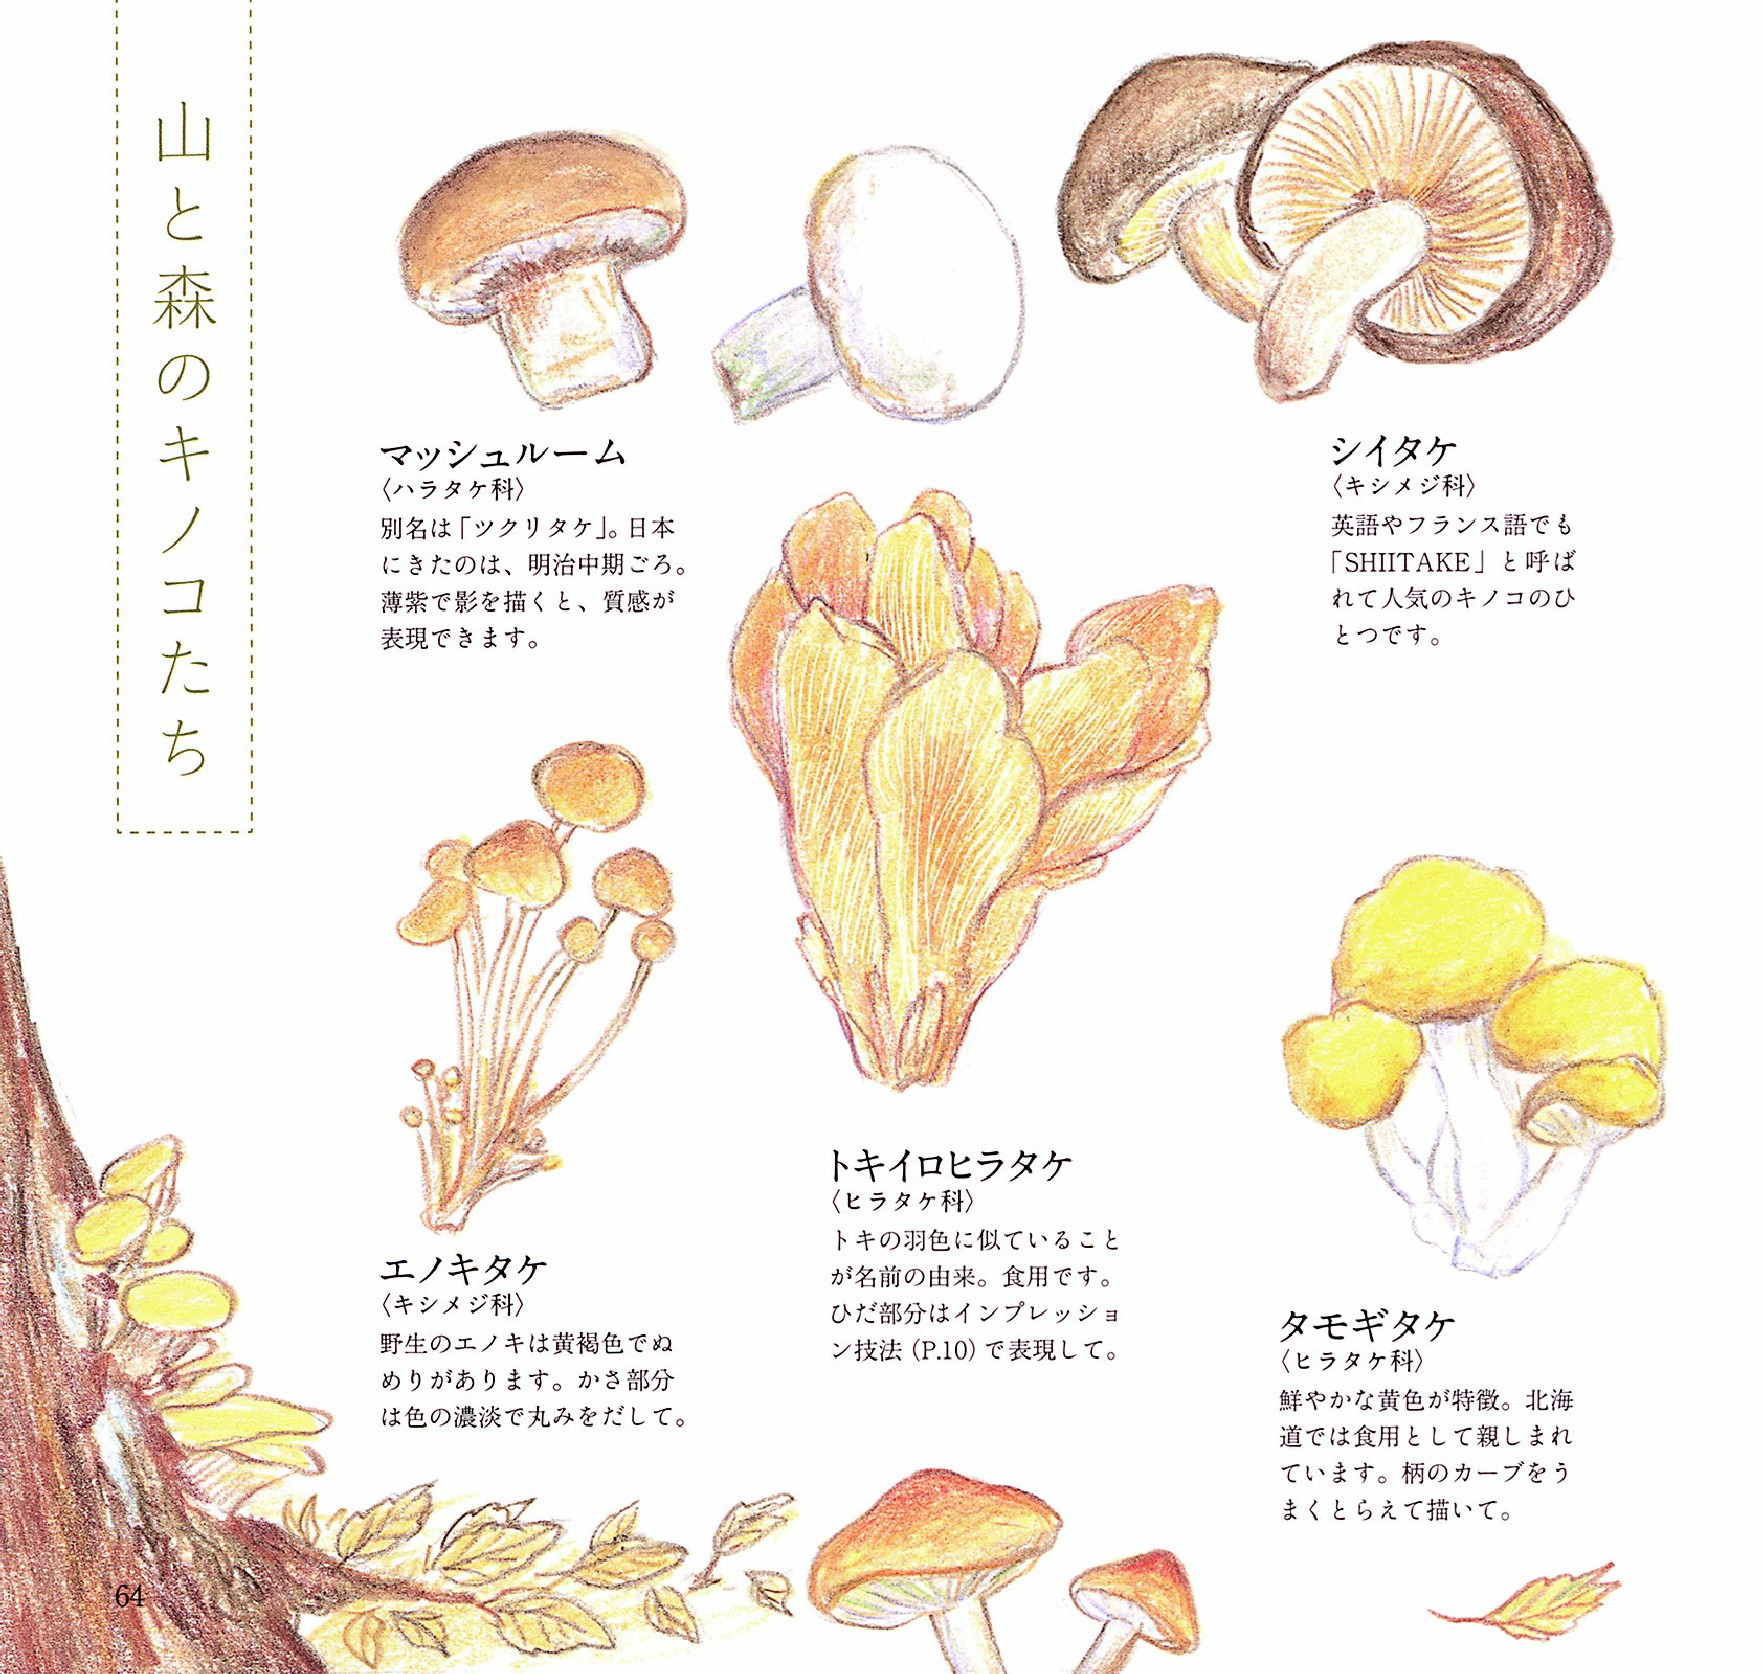 山と森のキノコたち
マッシュルーム
〈ハラタケ科〉
別名は「ツクリタケ」。日本
にきたのは、明治中期ごろ。
薄紫で影を描くと、質感が
表現できます。
シイタケ
〈キシメジ科〉
英語やフランス語でも
「SHIITAKE」と呼ば
れて人気のキノコのひ
とつです。
エノキタケ
〈キシメジ科〉
野生のエノキは黄褐色でぬ
めりがあります。かさ部分
は色の濃淡で丸みをだして。
トキイロヒラタケ
〈ヒラタケ科〉
トキの羽色に似ていること
が名前の由来。食用です。
ひだ部分はインプレッショ
ン技法(P.10)で表現して。
タモギタケ
〈ヒラタケ科〉
鮮やかな黄色が特徴。北海
道では食用として親しまれ
ています。柄のカーブをう
まくとらえて描いて。
64